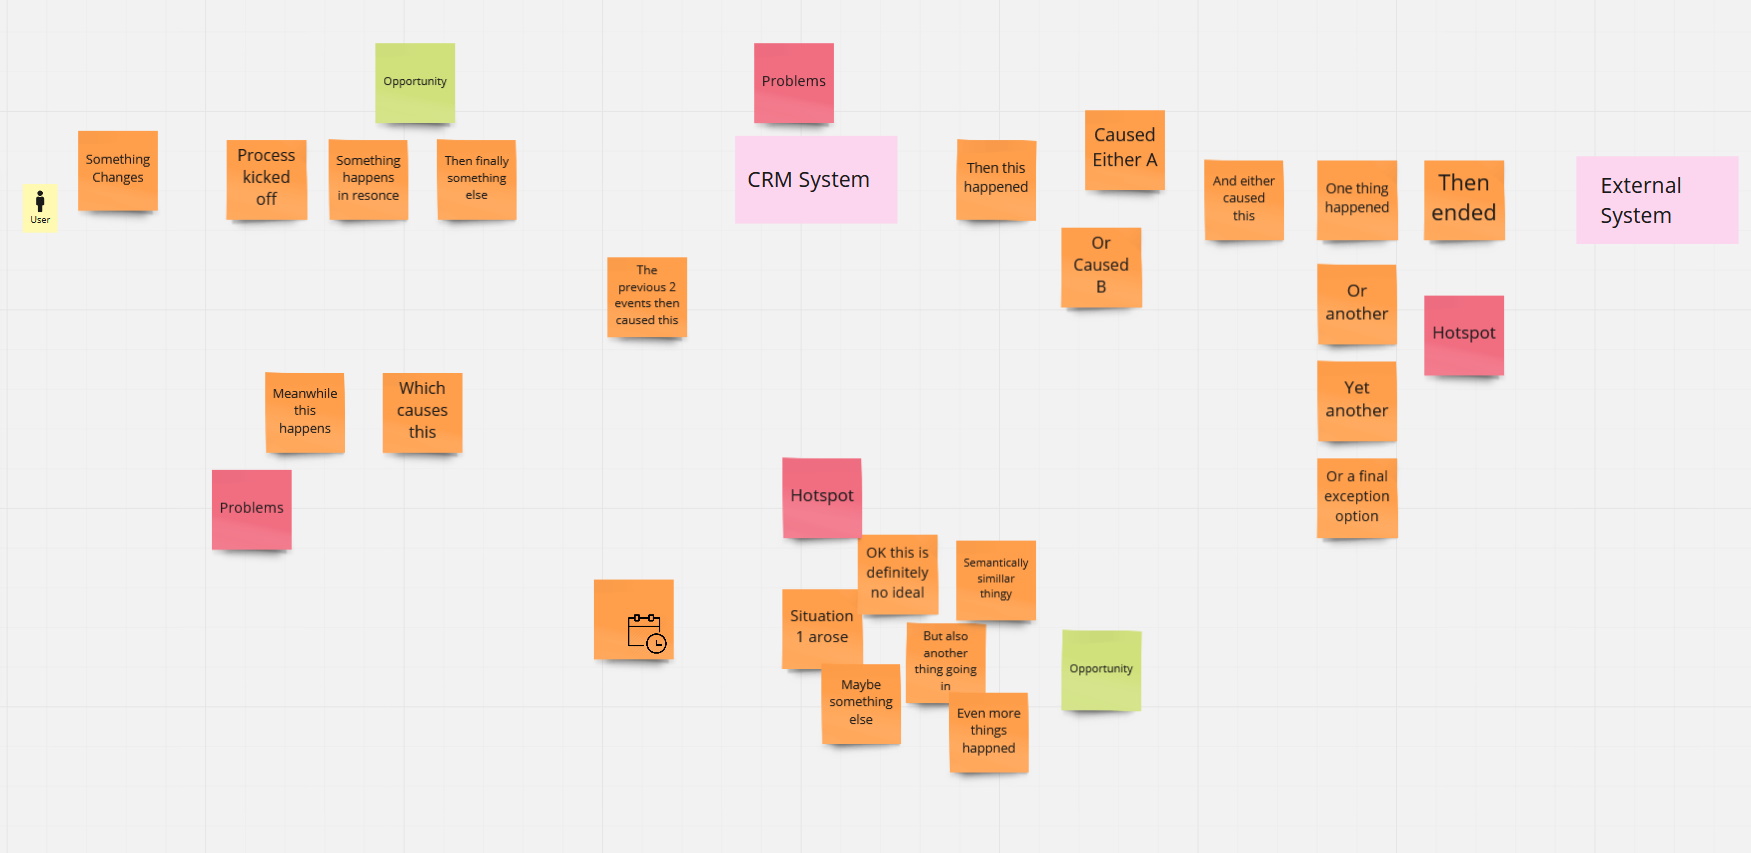 Opportunity
Problems
Something
Changes
User
Process
kicked
off
Something
happens
in resonce
Then finally
something
else
CRM System
Then this
happened
Caused
Either A
Or
Caused
B
And either
caused
this
One thing
happened
Then
ended
External
System
The
previous 2
events then
caused this
Or
another
Hotspot
Meanwhile
this
happens
Which
causes
this
Yet
another
Problems
Hotspot
Or a final
exception
option
OK this is
definitely
no ideal
Semantically
simillar
thingy
Situation
1 arose
But also
another
thing going
in
Opportunity
Maybe
something
else
Even more
things
happned